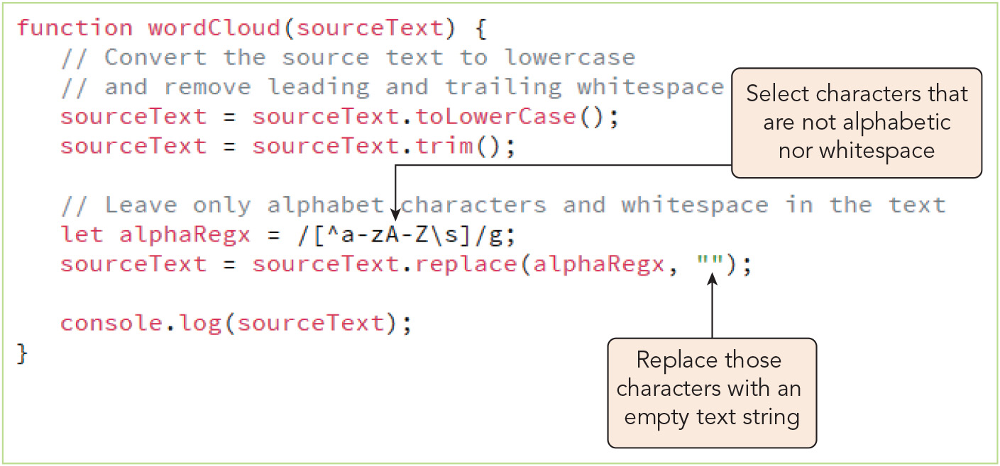 function wordCloud(sourceText) {
// Convert the source text to lowercase
// and remove leading and trailing whitespace
sourceText = sourceText.toLowerCase();
sourceText = sourceText.trim();
Select characters that
are not alphabetic
nor whitespace
// Leave only alphabet characters and whitespace in the text
let alphaRegx = /[^a-zA-Z\s]/g;
sourceText = sourceText.replace(alphaRegx, "");
console.log(sourceText);
}
Replace those
characters with an
empty text string